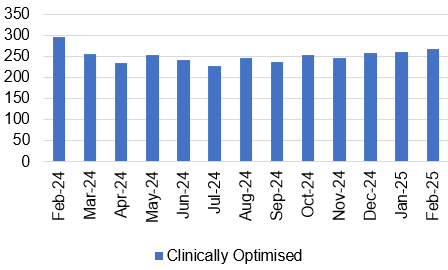 350
300
250
200
150
100
50
0
Feb-24
Mar-24
Apr-24
May-24
Jun-24
Jul-24
Aug-24
Sep-24
Oct-24
Nov-24
Dec-24
Jan-25
Feb-25
Clinically Optimised